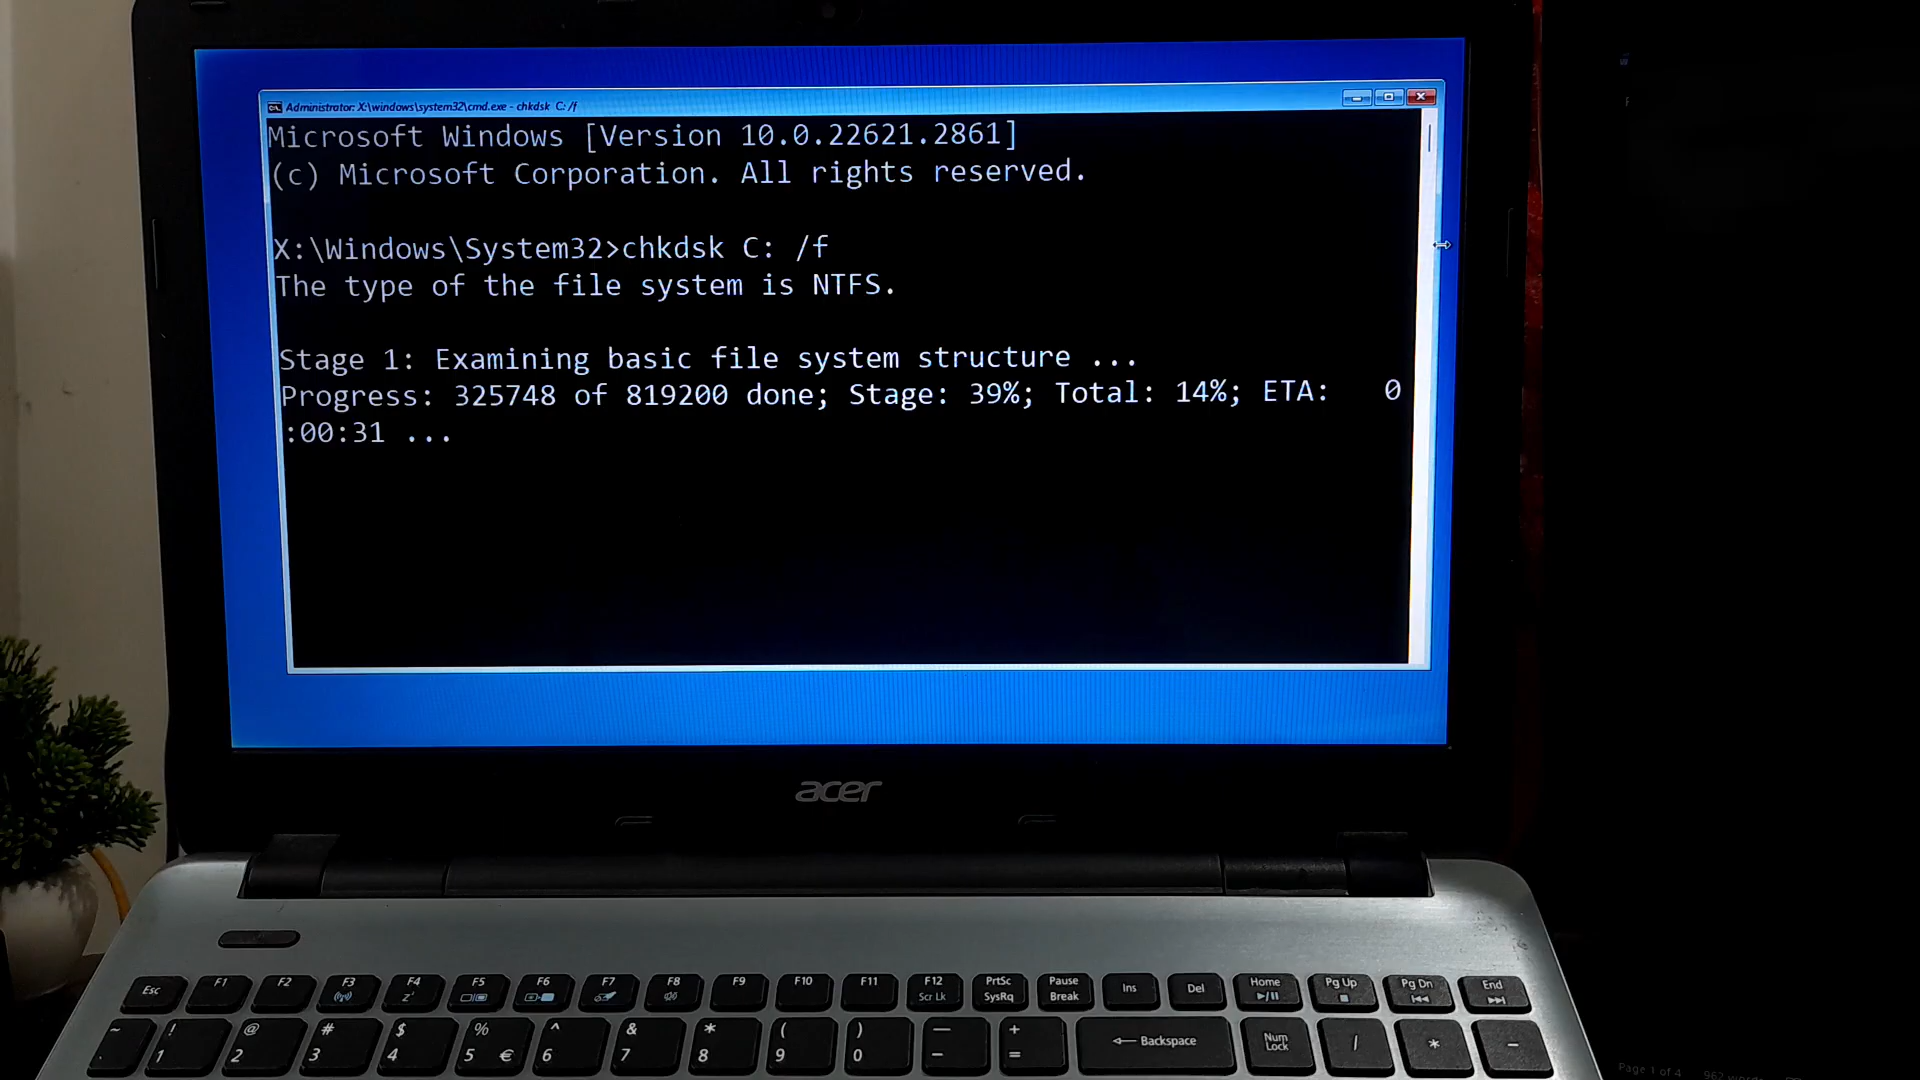 Administrator: X:\windows\system32\cmd.exe - chkdsk C: /f
Microsoft Windows [Version 10.0.22621.2861]
(c) Microsoft Corporation. All rights reserved.
X:\Windows\System32>chkdsk C: /f
The type of the file system is NTFS.
Stage 1: Examining basic file system structure ...
Progress: 325748 of 819200 done; Stage: 39%; Total: 14%; ETA:   0
:00:31 ...
acer
Esc F1 F2 F3 F4 F5 F6 F7 F8 F9 F10 F11 F12 PrtSc Pause Ins Del Home Pg Up Pg Dn End
z Scr Lk SysRq Break
~ ! @ # $ % ^ & * ( ) — + Backspace Num / * -
1 2 3 4 5 € 6 7 8 9 0 - = Lock
Page 1 of 4